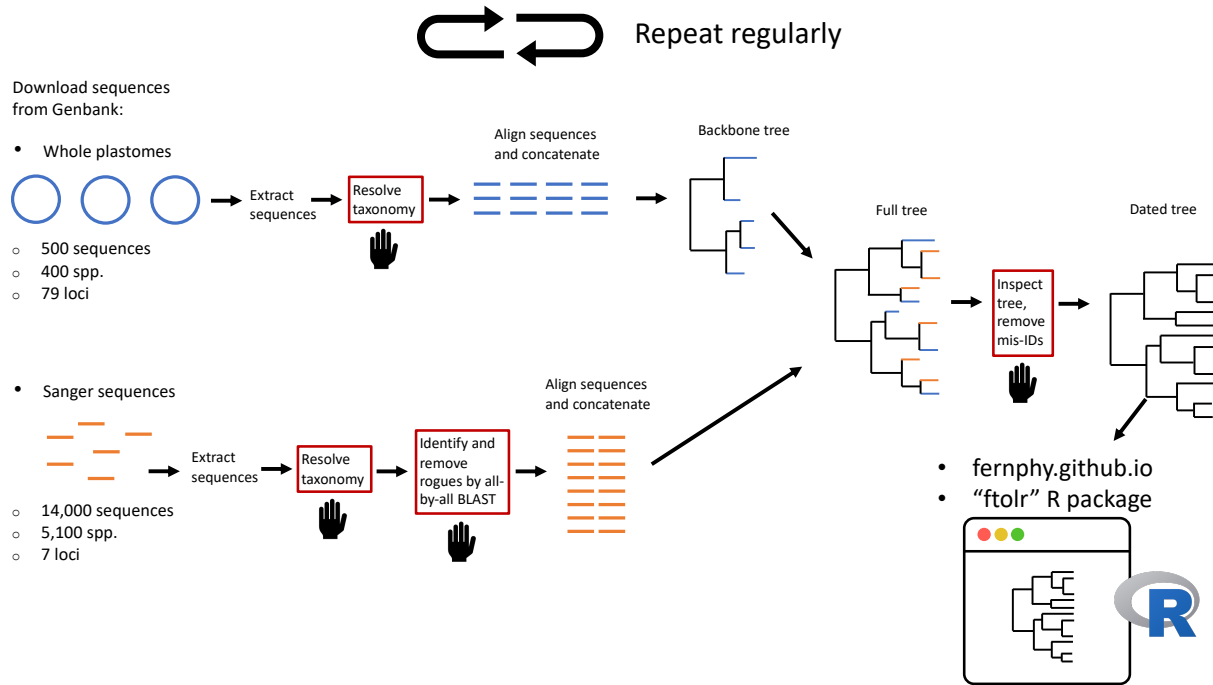 Repeat regularly
Download sequences
from Genbank:
• Whole plastomes
Extract
sequences
Resolve
taxonomy
Align sequences
and concatenate
Backbone tree
o 500 sequences
o 400 spp.
o 79 loci
Full tree
Inspect
tree,
remove
mis-IDs
Dated tree
• Sanger sequences
Extract
sequences
Resolve
taxonomy
Identify and
remove
rogues by all-
by-all BLAST
Align sequences
and concatenate
o 14,000 sequences
o 5,100 spp.
o 7 loci
• fernphy.github.io
• “ftolr” R package
R